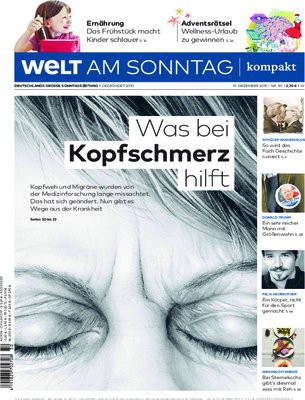 Ernährung
Das Frühstück macht
Kinder schlauer
Adventsrätsel
Wellness-Urlaub
zu gewinnen
WELT AM SONNTAG
kompakt
DEUTSCHLANDS GROSSE SONNTAGSZEITUNG
Was bei
Kopfschmerz
hilft
Kopfweh und Migräne wurden von
der Medizinforschung lange missachtet.
Das hat sich geändert. Nun gibt es
Wege aus der Krankheit
So wird das
Fach Geschichte
DONALD TRUMP
Ein sehr reicher
Mann mit
Größenwahn
FELIX NEUREUTHER
Ein Körper, nicht
für den Sport
gemacht
Bei Sternekochs
gibt's diesmal
was mit Reh